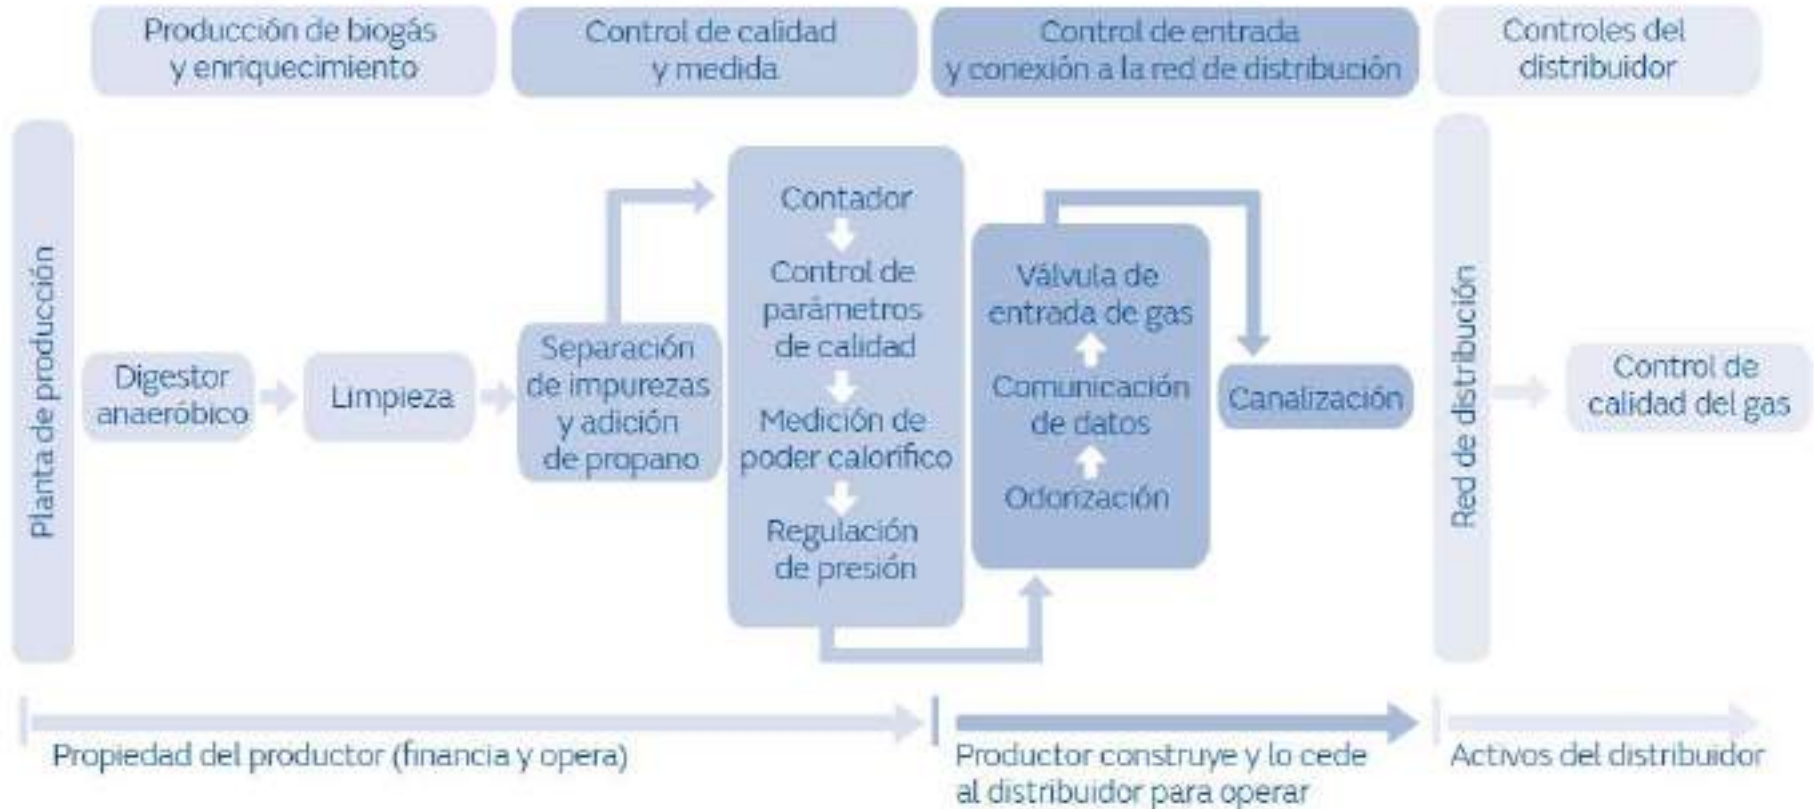 Producción de biogás
y enriquecimiento
Control de calidad
y medida
Control de entrada
y conexión a la red de distribución
Controles del
distribuidor
Planta de producción
Digestor
anaeróbico
Limpieza
Separación
de impurezas
y adición
de propano
Contador
Control de
parámetros
de calidad
Medición de
poder calorífico
Regulación
de presión
Válvula de
entrada de gas
Comunicación
de datos
Odorización
Canalización
Red de distribución
Control de
calidad del gas
Propiedad del productor (financia y opera)
Productor construye y lo cede
al distribuidor para operar
Activos del distribuidor